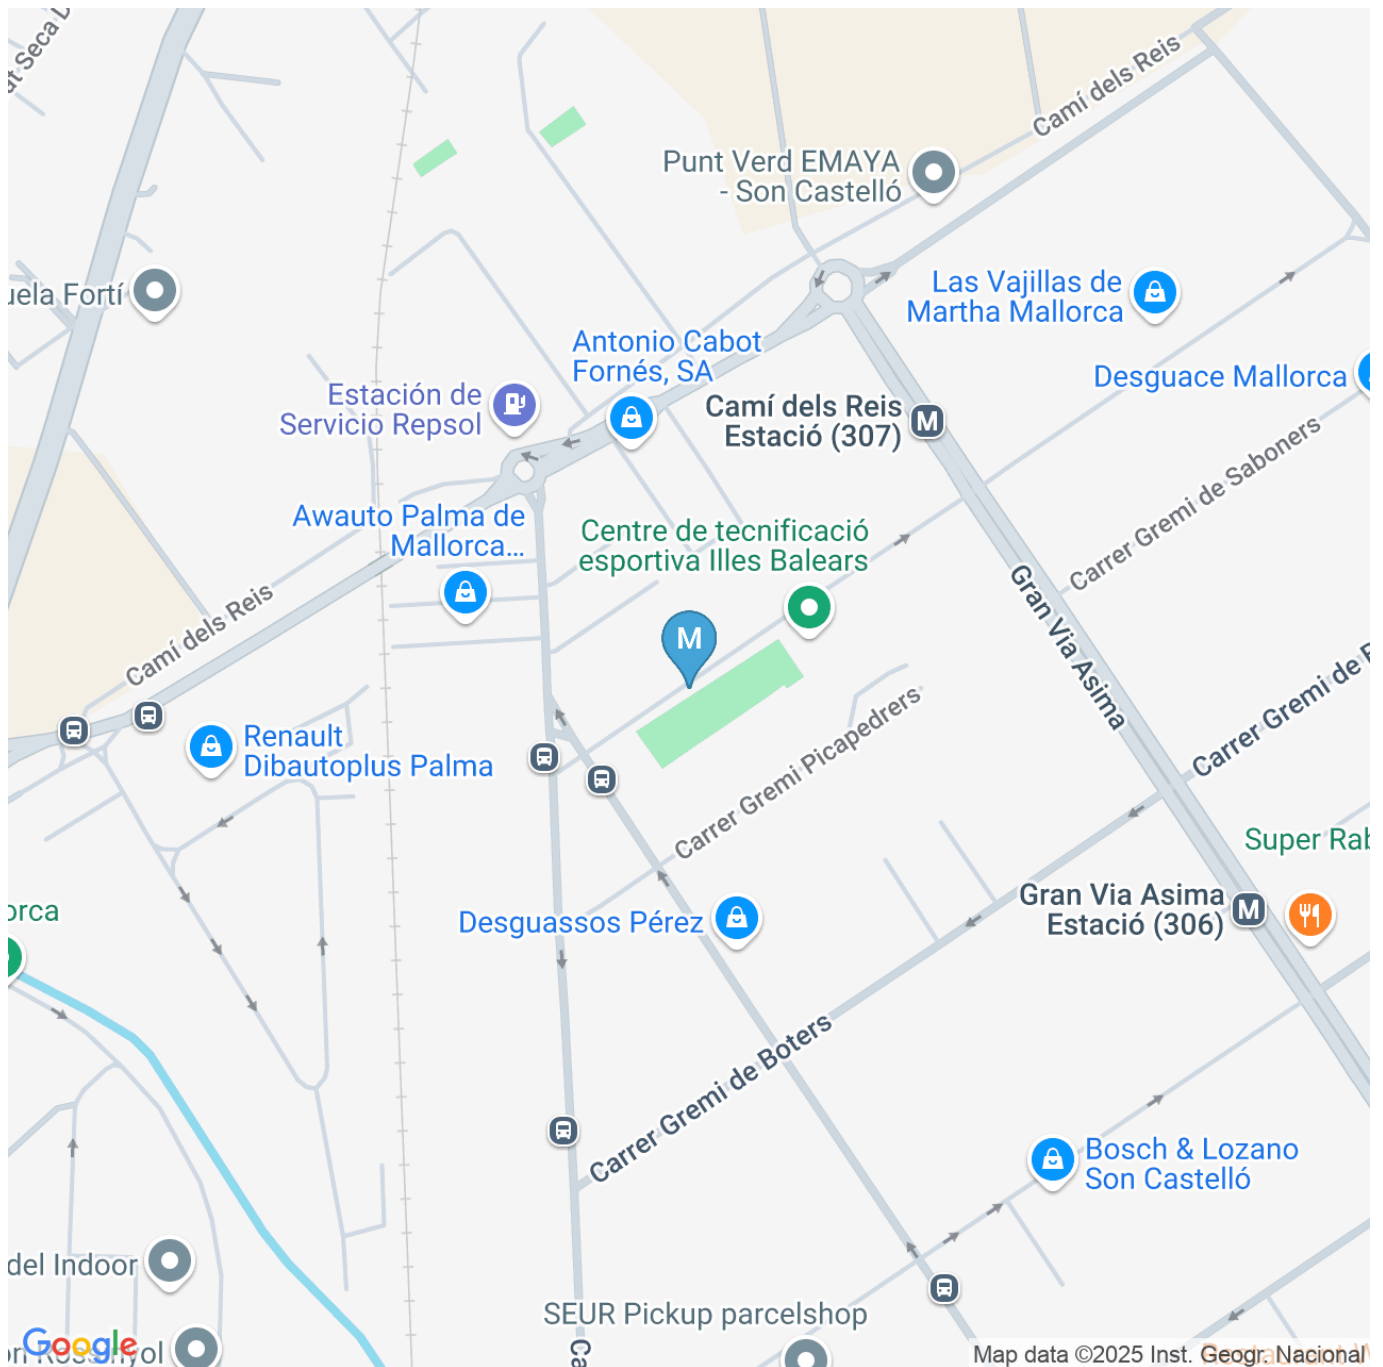 at Seca D
Camí dels Reis
Punt Verd EMAYA
- Son Castelló
Las Vajillas de
Martha Mallorca
uela Fortí
Antonio Cabot
Fornés, SA
Desguace Mallorca
Estación de
Servicio Repsol
Camí dels Reis
Estació (307)
M
Carrer Gremi de Saboners
Awauto Palma de
Mallorca...
Centre de tecnificació
esportiva Illes Balears
Gran Via Asima
Camí dels Reis
M
Carrer Gremi de B
Carrer Gremi Picapedrers
Renault
Dibautoplus Palma
Super Rab
Gran Via Asima
Estació (306)
M
orca
Desguassos Pérez
Carrer Gremi de Boters
Bosch & Lozano
Son Castelló
del Indoor
SEUR Pickup parcelshop
Ca
Google
Map data ©2025 Inst. Geogr. Nacional